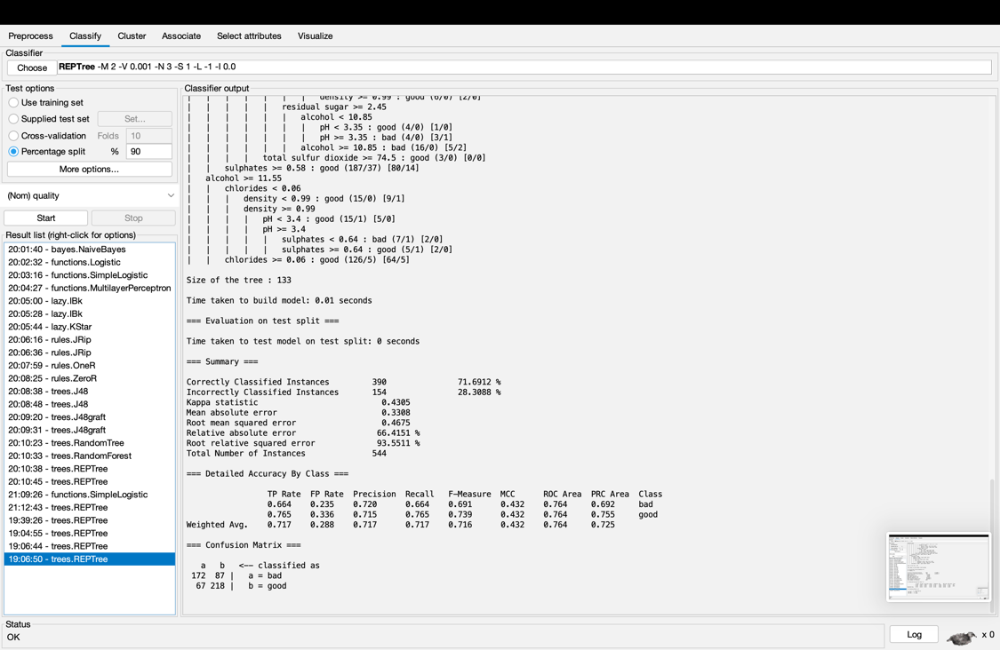 Preprocess Classify Cluster Associate Select attributes Visualize
Classifier
Choose REPTree -M 2 -V 0.001 -N 3 -S 1 -L -1 -I 0.0
Test options
Use training set
Supplied test set Set...
Cross-validation Folds 10
Percentage split % 90
More options...
(Nom) quality
Start Stop
Result list (right-click for options)
20:01:40 - bayes.NaiveBayes
20:02:32 - functions.Logistic
20:03:16 - functions.SimpleLogistic
20:04:27 - functions.MultilayerPerceptron
20:05:00 - lazy.IBk
20:05:28 - lazy.IBk
20:05:44 - lazy.KStar
20:06:16 - rules.JRip
20:06:36 - rules.JRip
20:07:59 - rules.OneR
20:08:25 - rules.ZeroR
20:08:38 - trees.J48
20:08:48 - trees.J48
20:09:20 - trees.J48graft
20:09:31 - trees.J48graft
20:10:23 - trees.RandomTree
20:10:33 - trees.RandomForest
20:10:38 - trees.REPTree
20:10:45 - trees.REPTree
21:09:26 - functions.SimpleLogistic
21:12:43 - trees.REPTree
19:39:26 - trees.REPTree
19:04:55 - trees.REPTree
19:06:44 - trees.REPTree
19:06:50 - trees.REPTree
Classifier output
| | | | | | | density >= 0.99 : good (6/0) [2/0]
| | | | | residual sugar >= 2.45
| | | | | | alcohol < 10.85
| | | | | | | pH < 3.35 : good (4/0) [1/0]
| | | | | | | pH >= 3.35 : bad (4/0) [3/1]
| | | | | | alcohol >= 10.85 : bad (16/0) [5/2]
| | | | total sulfur dioxide >= 74.5 : good (3/0) [0/0]
| | sulphates >= 0.58 : good (187/37) [80/14]
| alcohol >= 11.55
| | chlorides < 0.06
| | | density < 0.99 : good (15/0) [9/1]
| | | density >= 0.99
| | | | pH < 3.4 : good (15/1) [5/0]
| | | | pH >= 3.4
| | | | | sulphates < 0.64 : bad (7/1) [2/0]
| | | | | sulphates >= 0.64 : good (5/1) [2/0]
| | chlorides >= 0.06 : good (126/5) [64/5]
Size of the tree : 133
Time taken to build model: 0.01 seconds
=== Evaluation on test split ===
Time taken to test model on test split: 0 seconds
=== Summary ===
Correctly Classified Instances 390 71.6912 %
Incorrectly Classified Instances 154 28.3088 %
Kappa statistic 0.4305
Mean absolute error 0.3308
Root mean squared error 0.4675
Relative absolute error 66.4151 %
Root relative squared error 93.5511 %
Total Number of Instances 544
=== Detailed Accuracy By Class ===
TP Rate FP Rate Precision Recall F-Measure MCC ROC Area PRC Area Class
0.664 0.235 0.720 0.664 0.691 0.432 0.764 0.692 bad
0.765 0.336 0.715 0.765 0.739 0.432 0.764 0.755 good
Weighted Avg. 0.717 0.288 0.717 0.717 0.716 0.432 0.764 0.725
=== Confusion Matrix ===
a b <-- classified as
172 87 | a = bad
67 218 | b = good
Status
OK
Log
x 0